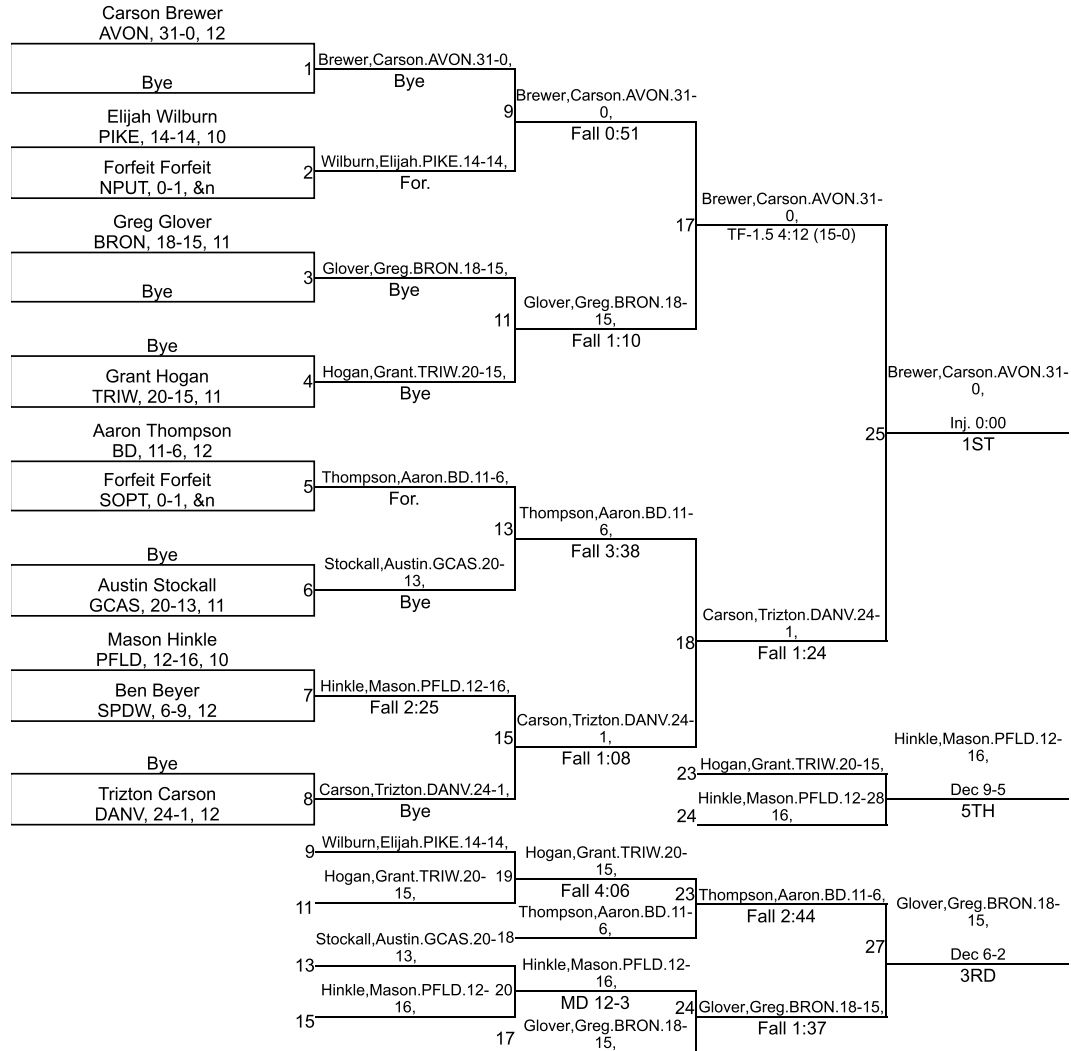 Carson Brewer
AVON, 31-0, 12
Bye
1
Brewer,Carson.AVON.31-0,
Bye
Elijah Wilburn
PIKE, 14-14, 10
Forfeit Forfeit
NPUT, 0-1, &n
2
Wilburn,Elijah.PIKE.14-14,
For.
9
Brewer,Carson.AVON.31-
0,
Fall 0:51
Greg Glover
BRON, 18-15, 11
Bye
3
Glover,Greg.BRON.18-15,
Bye
Bye
Grant Hogan
TRIW, 20-15, 11
4
Hogan,Grant.TRIW.20-15,
Bye
11
Glover,Greg.BRON.18-
15,
Fall 1:10
17
Brewer,Carson.AVON.31-
0,
TF-1.5 4:12 (15-0)
Aaron Thompson
BD, 11-6, 12
Forfeit Forfeit
SOPT, 0-1, &n
5
Thompson,Aaron.BD.11-6,
For.
Bye
Austin Stockall
GCAS, 20-13, 11
6
Stockall,Austin.GCAS.20-
13,
Bye
13
Thompson,Aaron.BD.11-
6,
Fall 3:38
Mason Hinkle
PFLD, 12-16, 10
Ben Beyer
SPDW, 6-9, 12
7
Hinkle,Mason.PFLD.12-16,
Fall 2:25
Bye
Trizton Carson
DANV, 24-1, 12
8
Carson,Trizton.DANV.24-1,
Bye
15
Carson,Trizton.DANV.24-
1,
Fall 1:08
18
Carson,Trizton.DANV.24-
1,
Fall 1:24
25
Brewer,Carson.AVON.31-
0,
Inj. 0:00
1ST
23
Hogan,Grant.TRIW.20-15,
24
Hinkle,Mason.PFLD.12-28
16,
Hinkle,Mason.PFLD.12-
16,
Dec 9-5
5TH
9
Wilburn,Elijah.PIKE.14-14,
11
Hogan,Grant.TRIW.20-
15,
19
Hogan,Grant.TRIW.20-
15,
Fall 4:06
18
Thompson,Aaron.BD.11-
6,
23
Thompson,Aaron.BD.11-6,
Fall 2:44
13
Stockall,Austin.GCAS.20-
13,
15
Hinkle,Mason.PFLD.12-
16,
20
Hinkle,Mason.PFLD.12-
16,
MD 12-3
17
Glover,Greg.BRON.18-
15,
24
Glover,Greg.BRON.18-15,
Fall 1:37
27
Glover,Greg.BRON.18-
15,
Dec 6-2
3RD